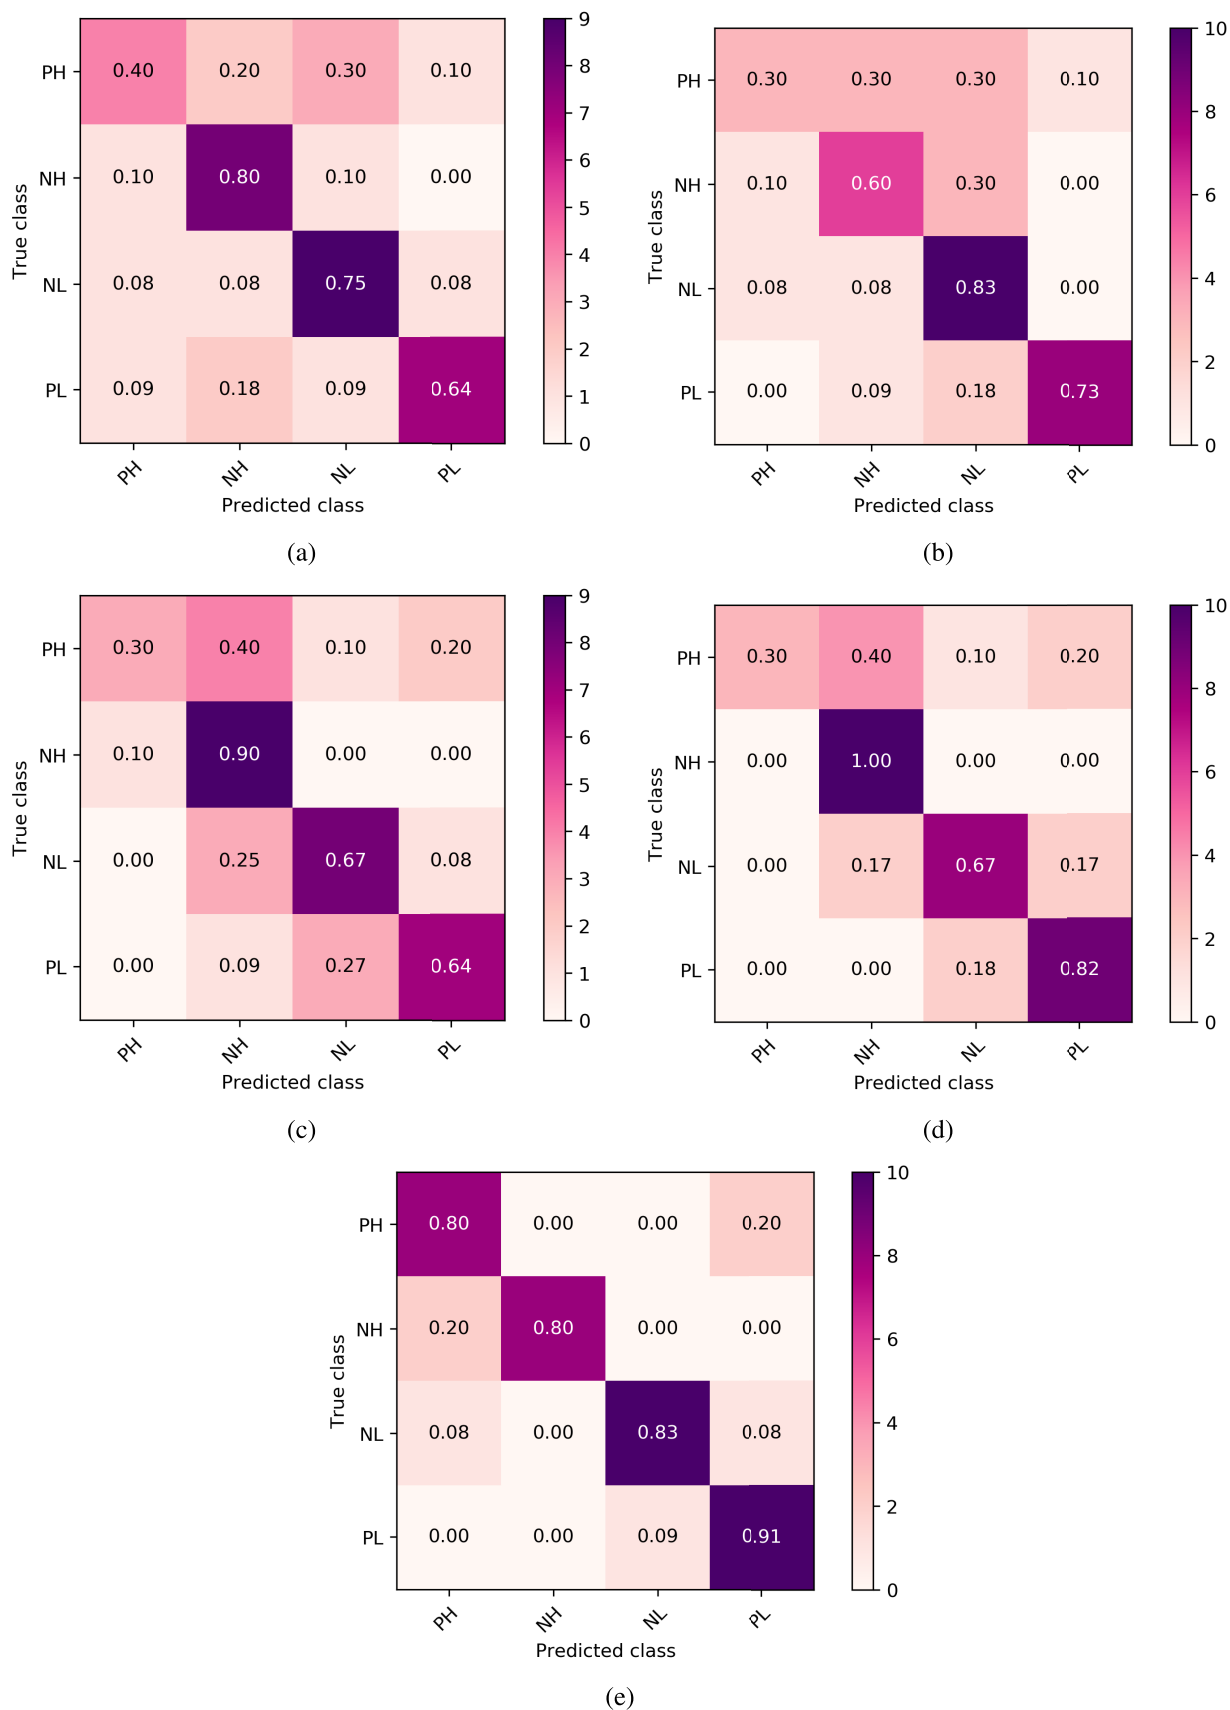 9
PH 0.40 0.20 0.30 0.10
8
7
NH 0.10 0.80 0.10 0.00
6
5
True class
4
NL 0.08 0.08 0.75 0.08
3
2
PL 0.09 0.18 0.09 0.64
1
0
PH NH NL PL
Predicted class
(a)
10
PH 0.30 0.30 0.30 0.10
8
NH 0.10 0.60 0.30 0.00
6
True class
4
NL 0.08 0.08 0.83 0.00
2
PL 0.00 0.09 0.18 0.73
0
PH NH NL PL
Predicted class
(b)
9
PH 0.30 0.40 0.10 0.20
8
7
NH 0.10 0.90 0.00 0.00
6
5
True class
4
NL 0.00 0.25 0.67 0.08
3
2
PL 0.00 0.09 0.27 0.64
1
0
PH NH NL PL
Predicted class
(c)
10
PH 0.30 0.40 0.10 0.20
8
NH 0.00 1.00 0.00 0.00
6
True class
4
NL 0.00 0.17 0.67 0.17
2
PL 0.00 0.00 0.18 0.82
0
PH NH NL PL
Predicted class
(d)
10
PH 0.80 0.00 0.00 0.20
8
NH 0.20 0.80 0.00 0.00
6
True class
4
NL 0.08 0.00 0.83 0.08
2
PL 0.00 0.00 0.09 0.91
0
PH NH NL PL
Predicted class
(e)